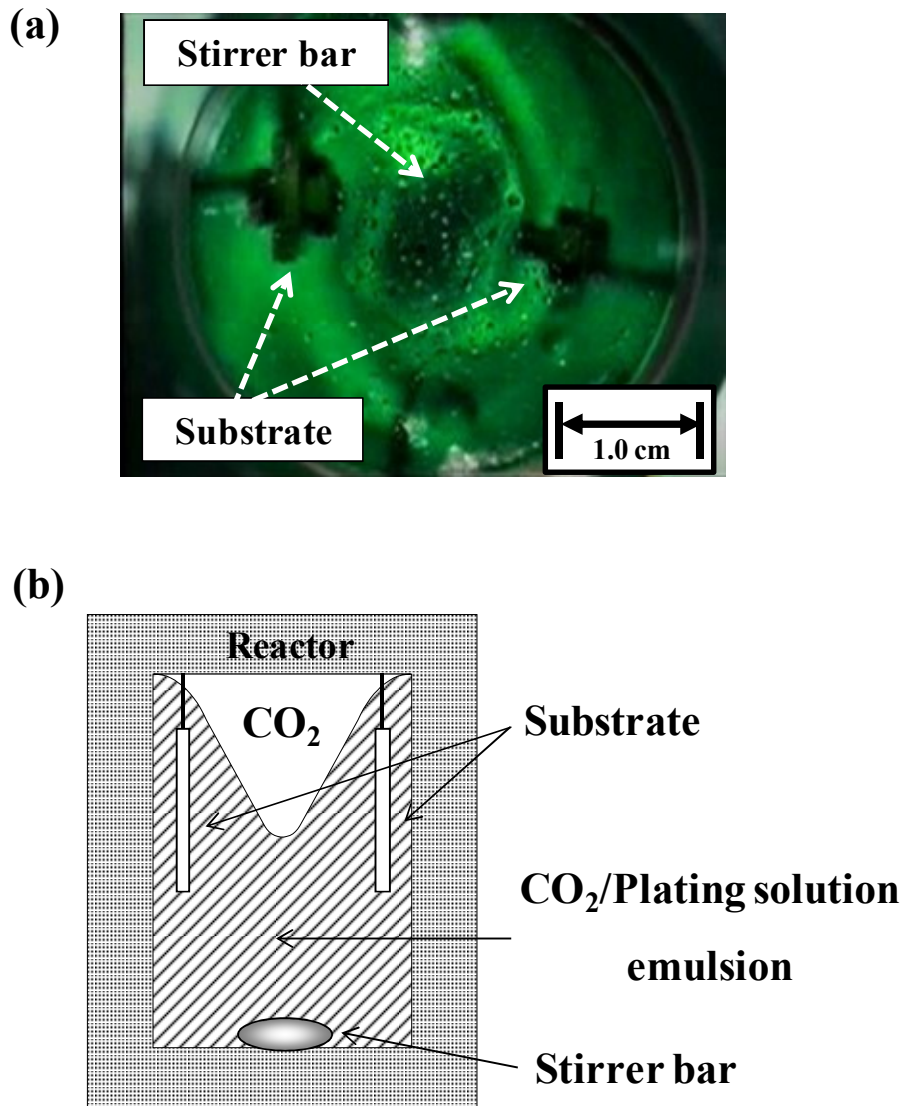 (a)
Stirrer bar
Substrate
1.0 cm
(b)
Reactor
CO₂
Substrate
CO₂/Plating solution
emulsion
Stirrer bar